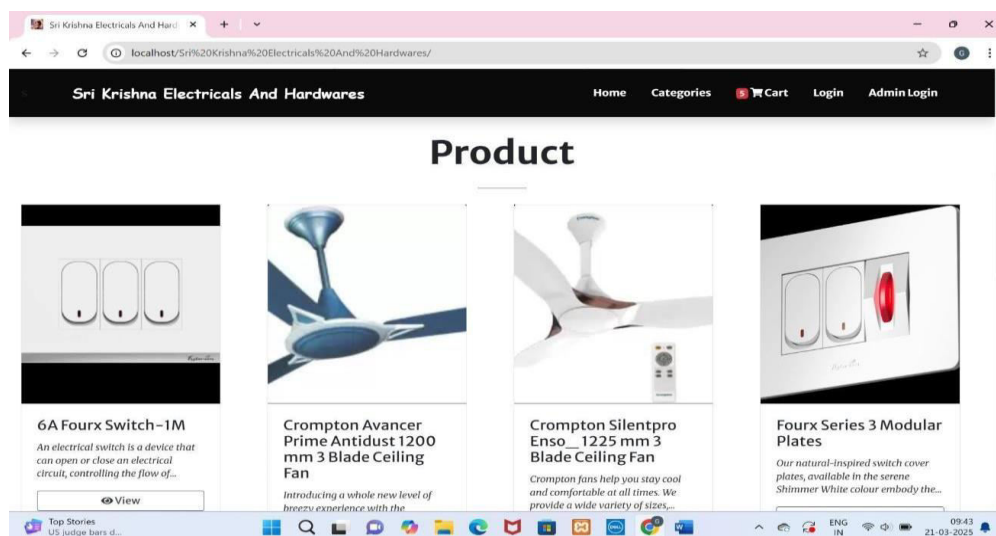 Sri Krishna Electricals And Hard
localhost/Sri%20Krishna%20Electricals%20And%20Hardwares/
G
Sri Krishna Electricals And Hardwares
Home Categories 5 Cart Login Admin Login
Product
6A Fourx Switch-1M
An electrical switch is a device that
can open or close an electrical
circuit, controlling the flow of...
View
Crompton Avancer
Prime Antidust 1200
mm 3 Blade Ceiling
Fan
Introducing a whole new level of
breezy experience with the
Crompton Silentpro
Enso_ 1225 mm 3
Blade Ceiling Fan
Crompton fans help you stay cool
and comfortable at all times. We
provide a wide variety of sizes,...
Fourx Series 3 Modular
Plates
Our natural-inspired switch cover
plates, available in the serene
Shimmer White colour embody the...
Top Stories
US judge bars d...
ENG
IN
09:43
21-03-2025